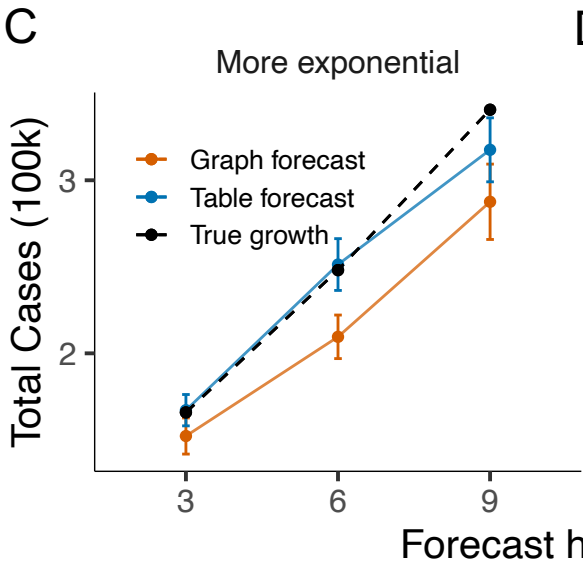 C
More exponential
Total Cases (100k)
3
2
Graph forecast
Table forecast
True growth
3 6 9
Forecast h